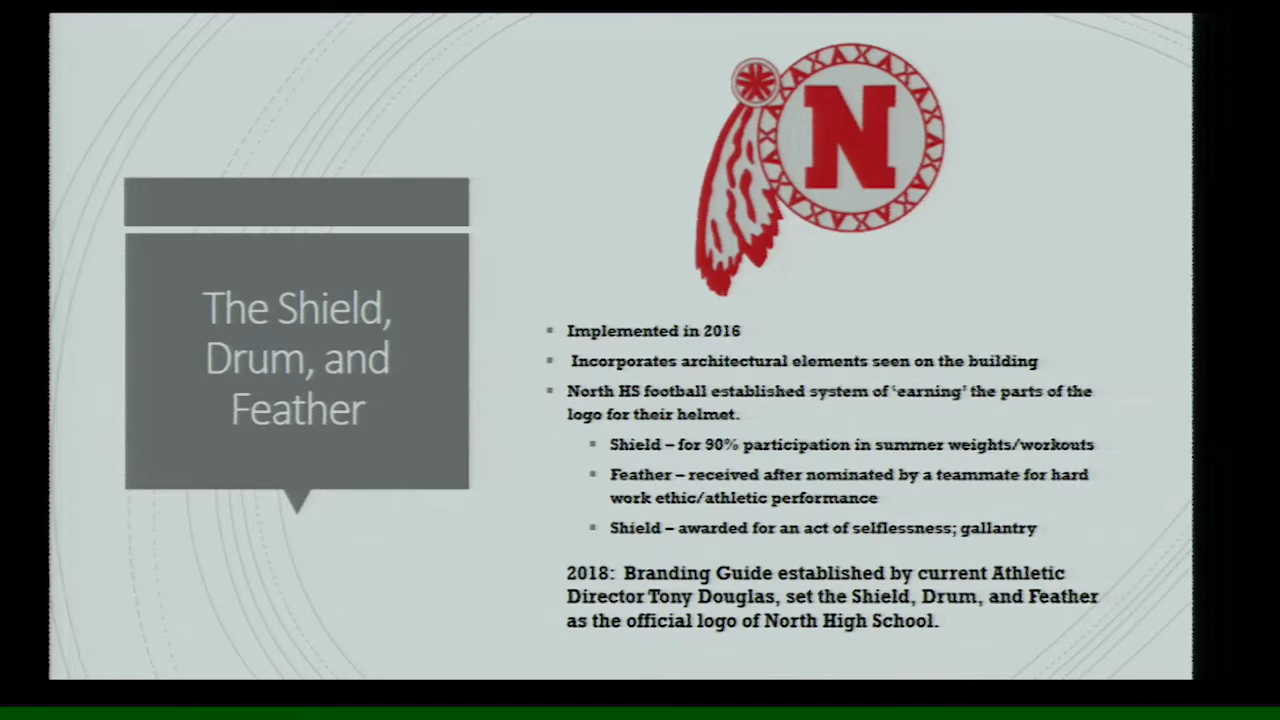 N
The Shield,
Drum, and
Feather
Implemented in 2016
Incorporates architectural elements seen on the building
North HS football established system of ‘earning’ the parts of the
logo for their helmet.
Shield – for 90% participation in summer weights/workouts
Feather – received after nominated by a teammate for hard
work ethic/athletic performance
Shield – awarded for an act of selflessness; gallantry
2018: Branding Guide established by current Athletic
Director Tony Douglas, set the Shield, Drum, and Feather
as the official logo of North High School.